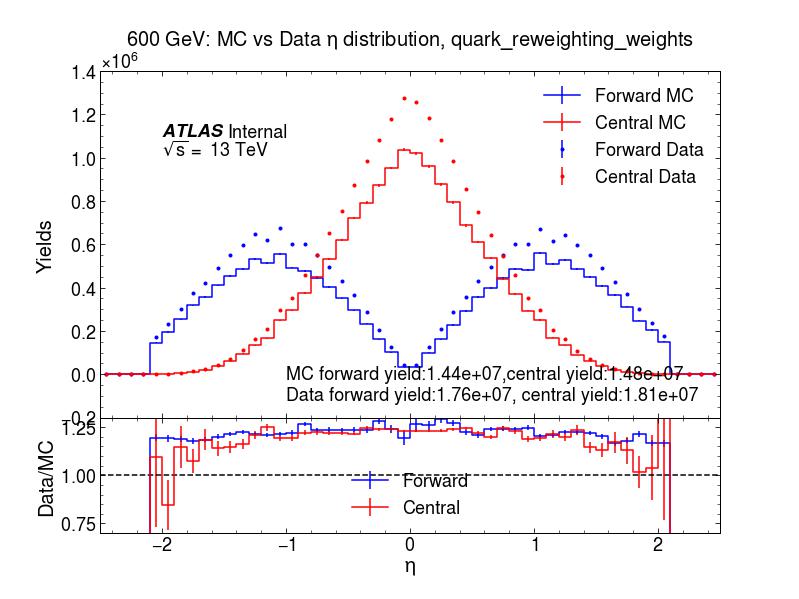 600 GeV: MC vs Data η distribution, quark_reweighting_weights
×10⁶
1.4
1.2
1.0
0.8
0.6
0.4
0.2
0.0
0.2
Yields
ATLAS Internal
√s = 13 TeV
Forward MC
Central MC
Forward Data
Central Data
MC forward yield:1.44e+07,central yield:1.48e+07
Data forward yield:1.76e+07, central yield:1.81e+07
1.25
1.00
0.75
Data/MC
Forward
Central
−2 −1 0 1 2
η